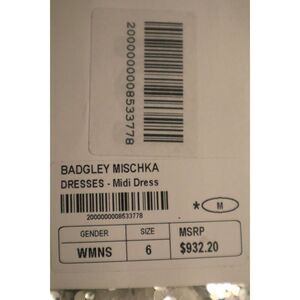 2000000008533778
BADGLEY MISCHKA
DRESSES - Midi Dress
2000000008533778
* M
GENDER SIZE MSRP
WMNS 6 $932.20